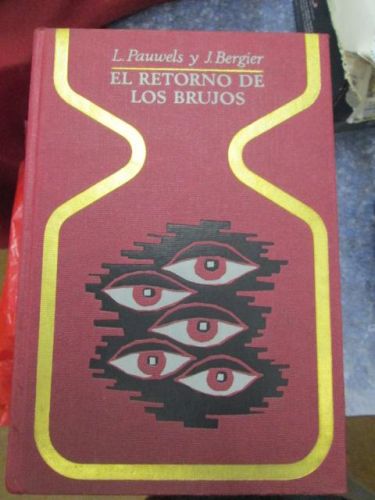 L. Pauwels y J. Bergier
EL RETORNO DE
LOS BRUJOS